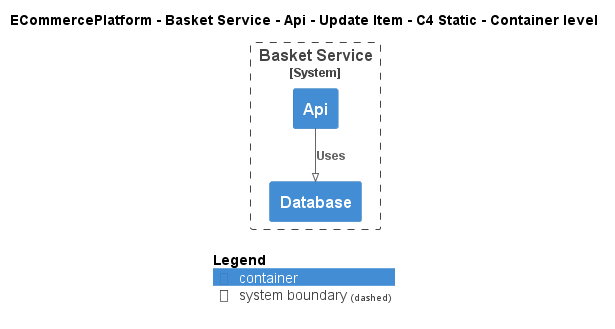 ECommercePlatform - Basket Service - Api - Update Item - C4 Static - Container level
Basket Service
[System]
Api
Uses
Database
Legend
container
system boundary (dashed)